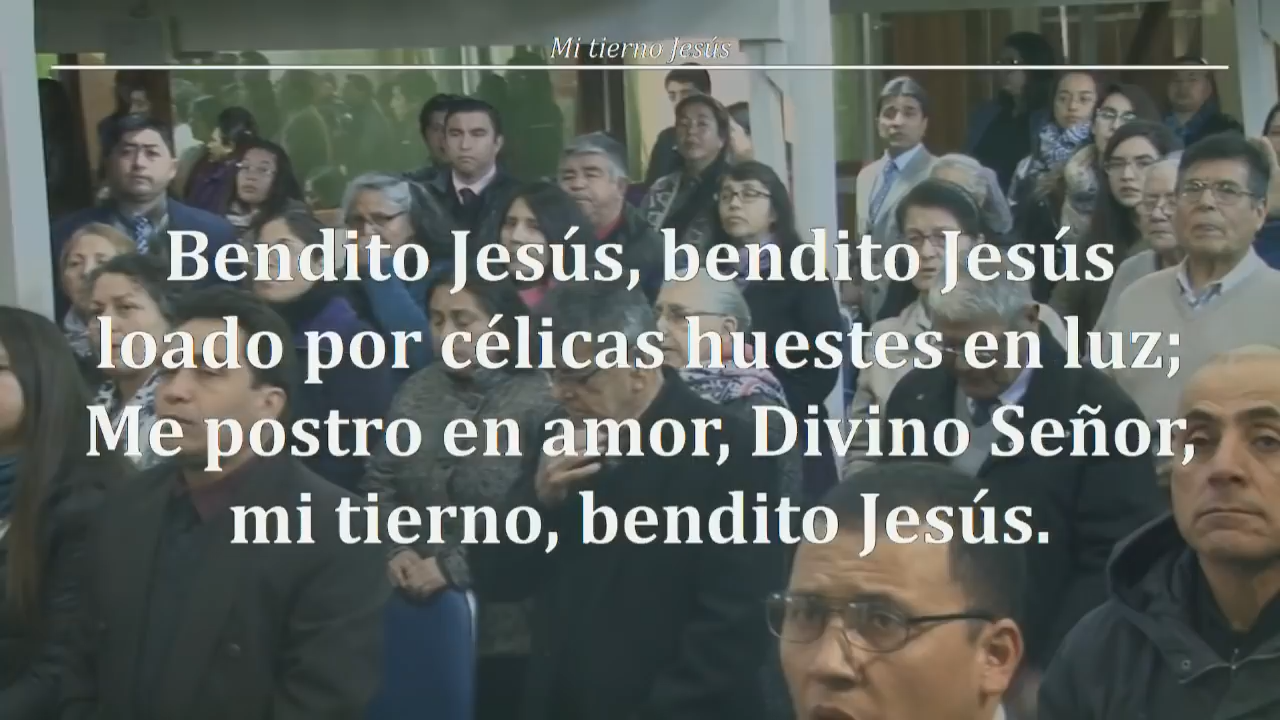 Mi tierno Jesús
Bendito Jesús, bendito Jesús
loado por célicas huestes en luz;
Me postro en amor, Divino Señor,
mi tierno, bendito Jesús.